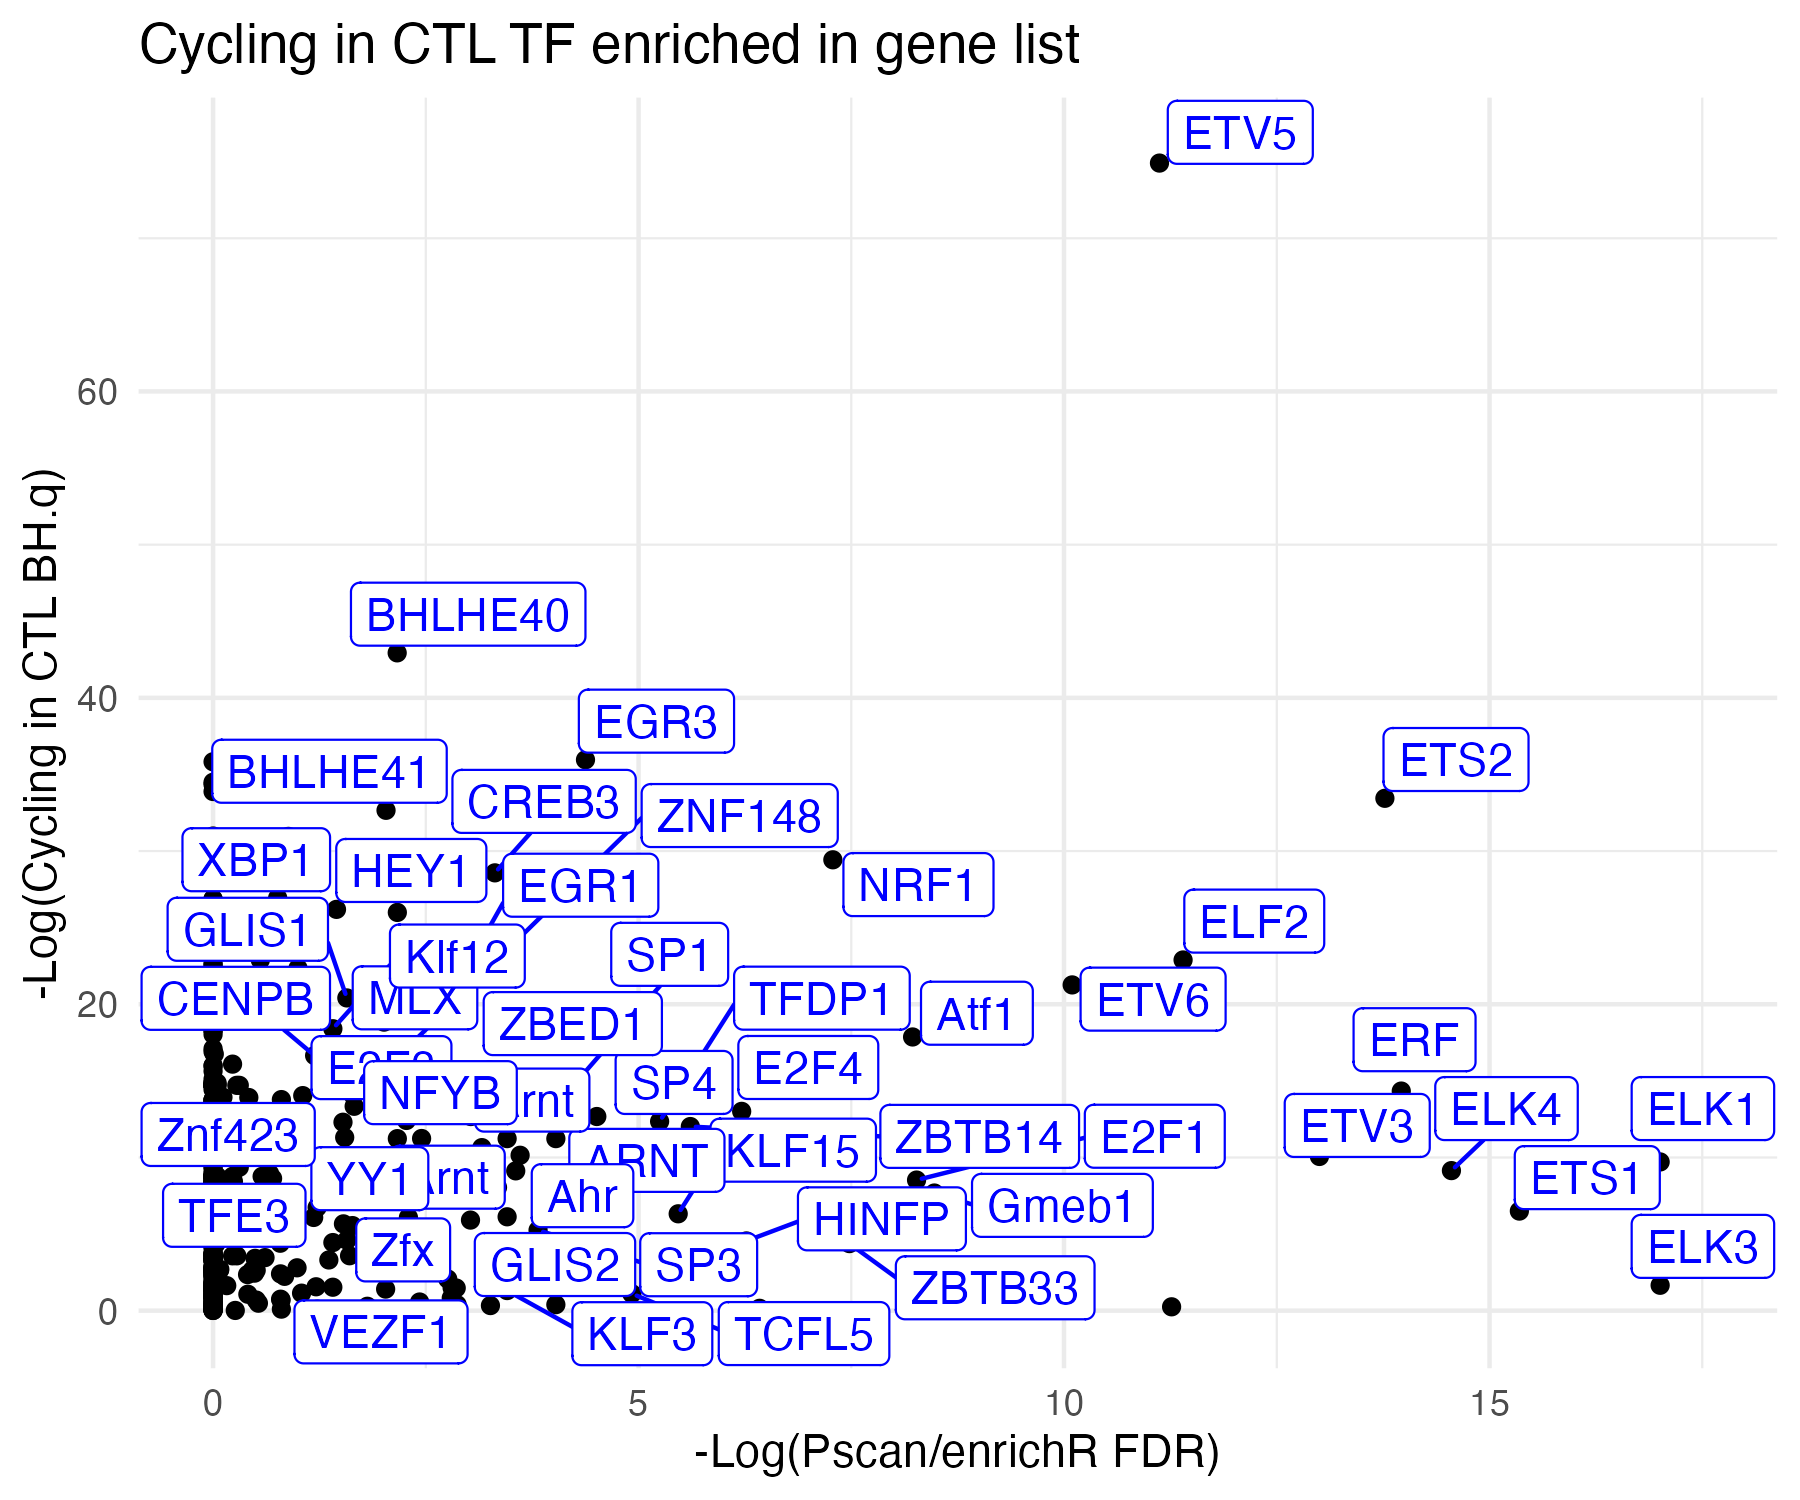 Cycling in CTL TF enriched in gene list
ETV5
60
BHLHE40
40
EGR3
ETS2
BHLHE41
CREB3
ZNF148
XBP1
HEY1
EGR1
NRF1
GLIS1
ELF2
Klf12
SP1
CENPB
MLX
20
TFDP1
Atf1
ETV6
ZBED1
ERF
E2F4
SP4
NFYB
rnt
ELK4
ELK1
Znf423
ETV3
ZBTB14
E2F1
KLF15
ARNT
YY1
Arnt
ETS1
Ahr
Gmeb1
TFE3
HINFP
Zfx
GLIS2
SP3
ELK3
ZBTB33
0
VEZF1
KLF3
TCFL5
0
5
10
15
-Log(Pscan/enrichR FDR)
-Log(Cycling in CTL BH.q)